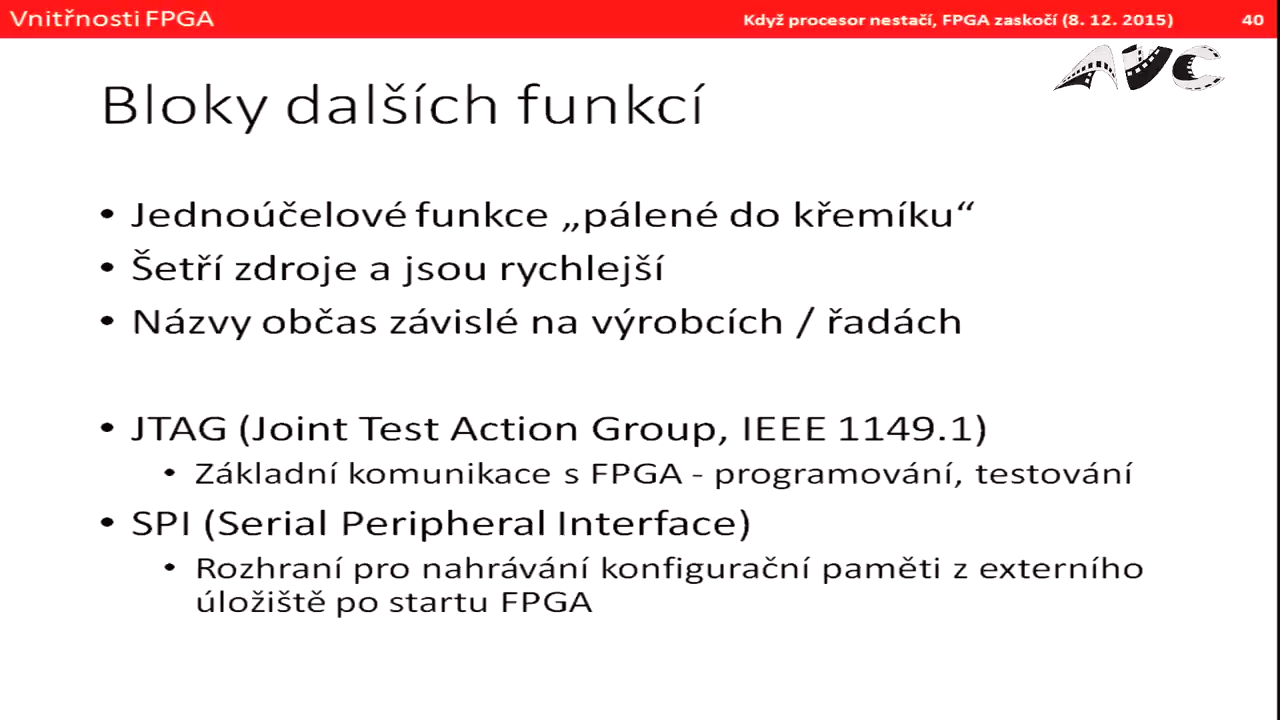 Vnitřnosti FPGA
Když procesor nestačí, FPGA zaskočí (8. 12. 2015)
40
AVC
Bloky dalších funkcí
• Jednoúčelové funkce „pálené do křemíku“
• Šetří zdroje a jsou rychlejší
• Názvy občas závislé na výrobcích / řadách
• JTAG (Joint Test Action Group, IEEE 1149.1)
• Základní komunikace s FPGA - programování, testování
• SPI (Serial Peripheral Interface)
• Rozhraní pro nahrávání konfigurační paměti z externího
úložiště po startu FPGA